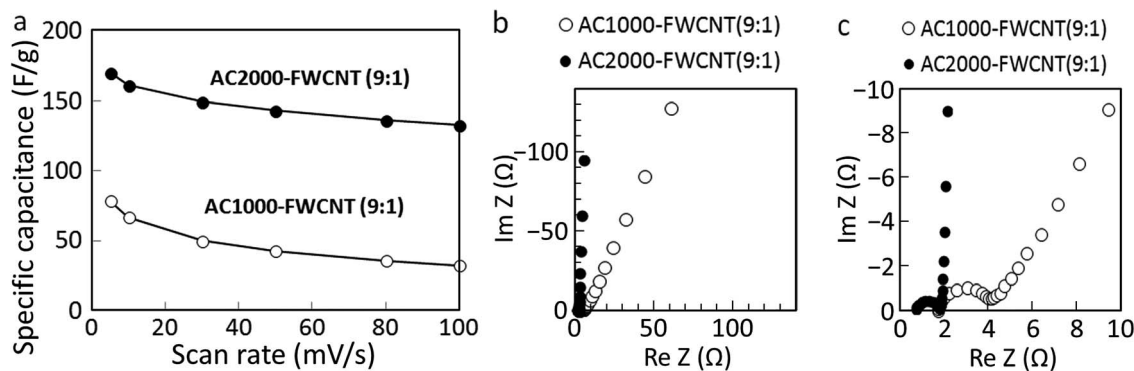 a
Specific capacitance (F/g)
200
150
100
50
0
AC2000-FWCNT (9:1)
AC1000-FWCNT (9:1)
0 20 40 60 80 100
Scan rate (mV/s)
b
○ AC1000-FWCNT(9:1)
● AC2000-FWCNT(9:1)
Im Z (Ω)
−100
−50
0
0 50 100
Re Z (Ω)
c
○ AC1000-FWCNT(9:1)
● AC2000-FWCNT(9:1)
Im Z (Ω)
−10
−8
−6
−4
−2
0
0 2 4 6 8 10
Re Z (Ω)